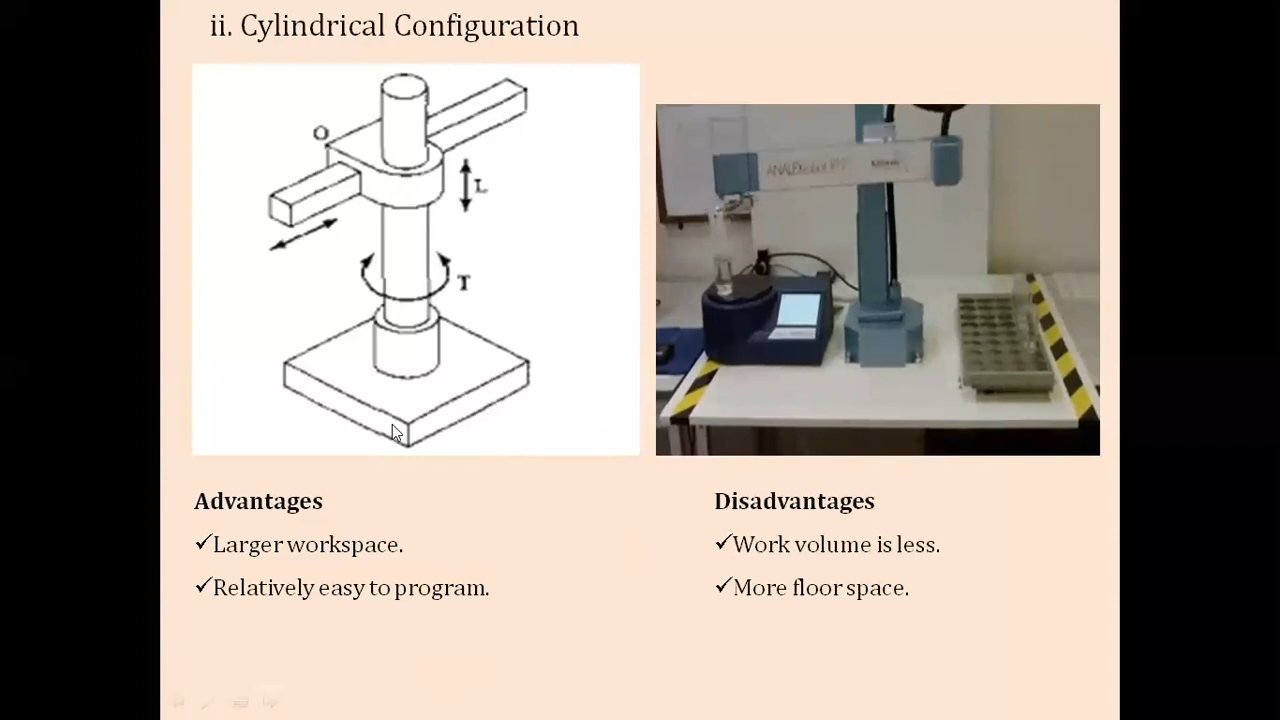 ii. Cylindrical Configuration
O
L
T
Advantages
✓Larger workspace.
✓Relatively easy to program.
Disadvantages
✓Work volume is less.
✓More floor space.